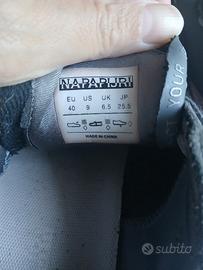 NAPAPIJRI
EU US UK JP
40 9 6.5 25.5
MADE IN CHINA
YOUR
subito